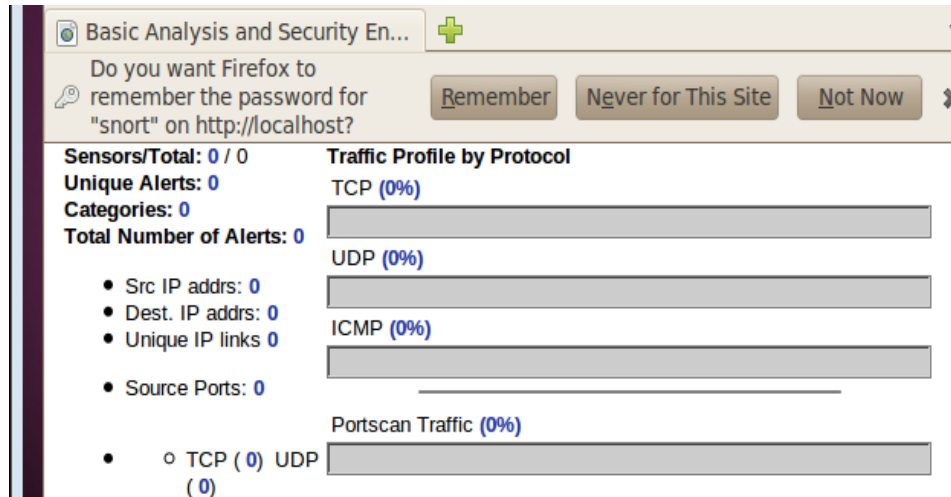 Basic Analysis and Security En...
Do you want Firefox to
remember the password for
"snort" on http://localhost?
Remember
Never for This Site
Not Now
Sensors/Total: 0 / 0
Unique Alerts: 0
Categories: 0
Total Number of Alerts: 0
Src IP addrs: 0
Dest. IP addrs: 0
Unique IP links 0
Source Ports: 0
TCP ( 0) UDP
( 0)
Traffic Profile by Protocol
TCP (0%)
UDP (0%)
ICMP (0%)
Portscan Traffic (0%)